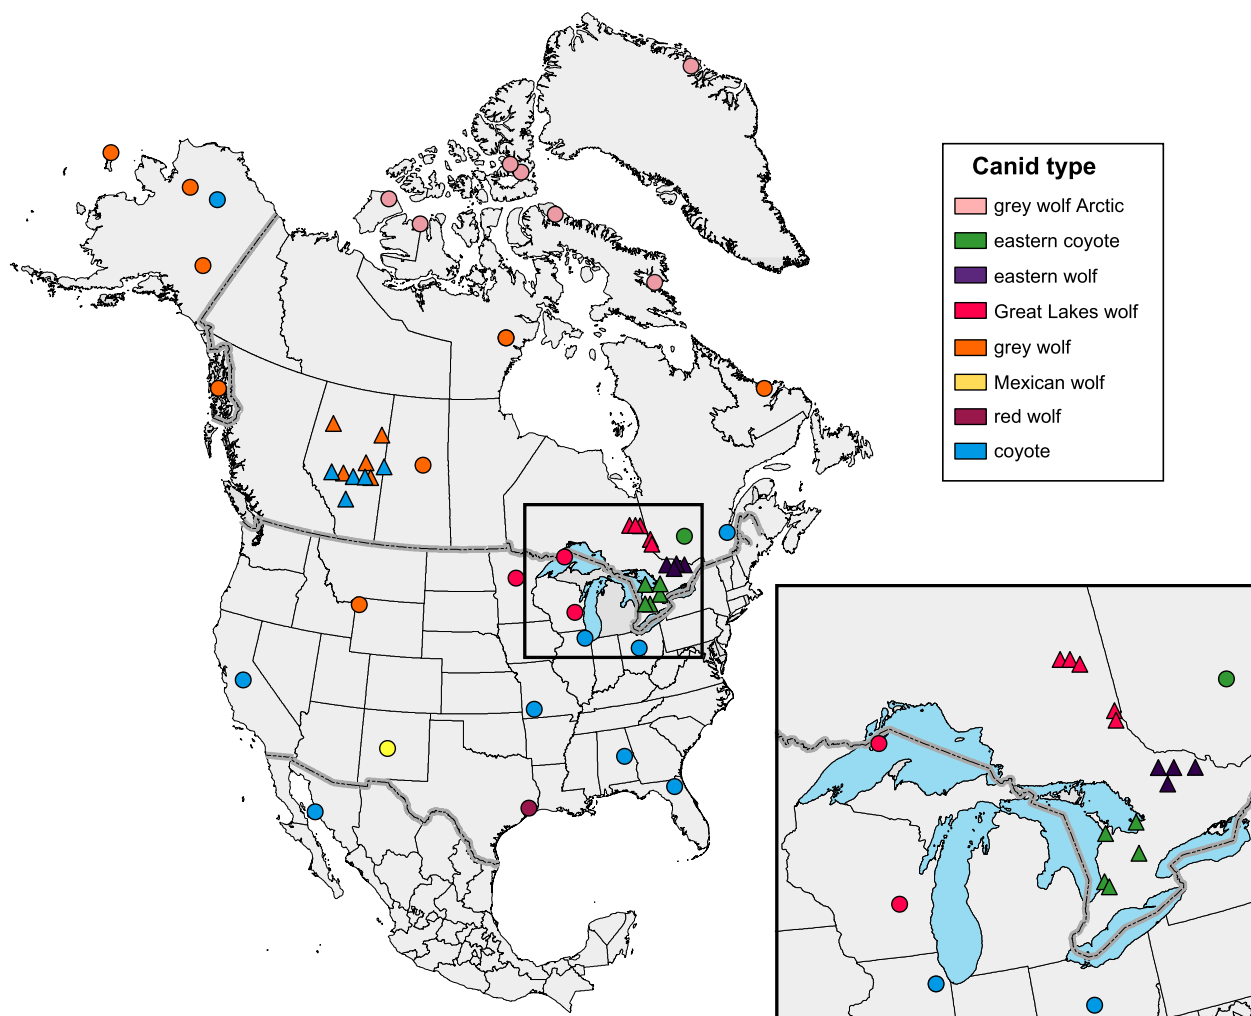 Canid type
grey wolf Arctic
eastern coyote
eastern wolf
Great Lakes wolf
grey wolf
Mexican wolf
red wolf
coyote